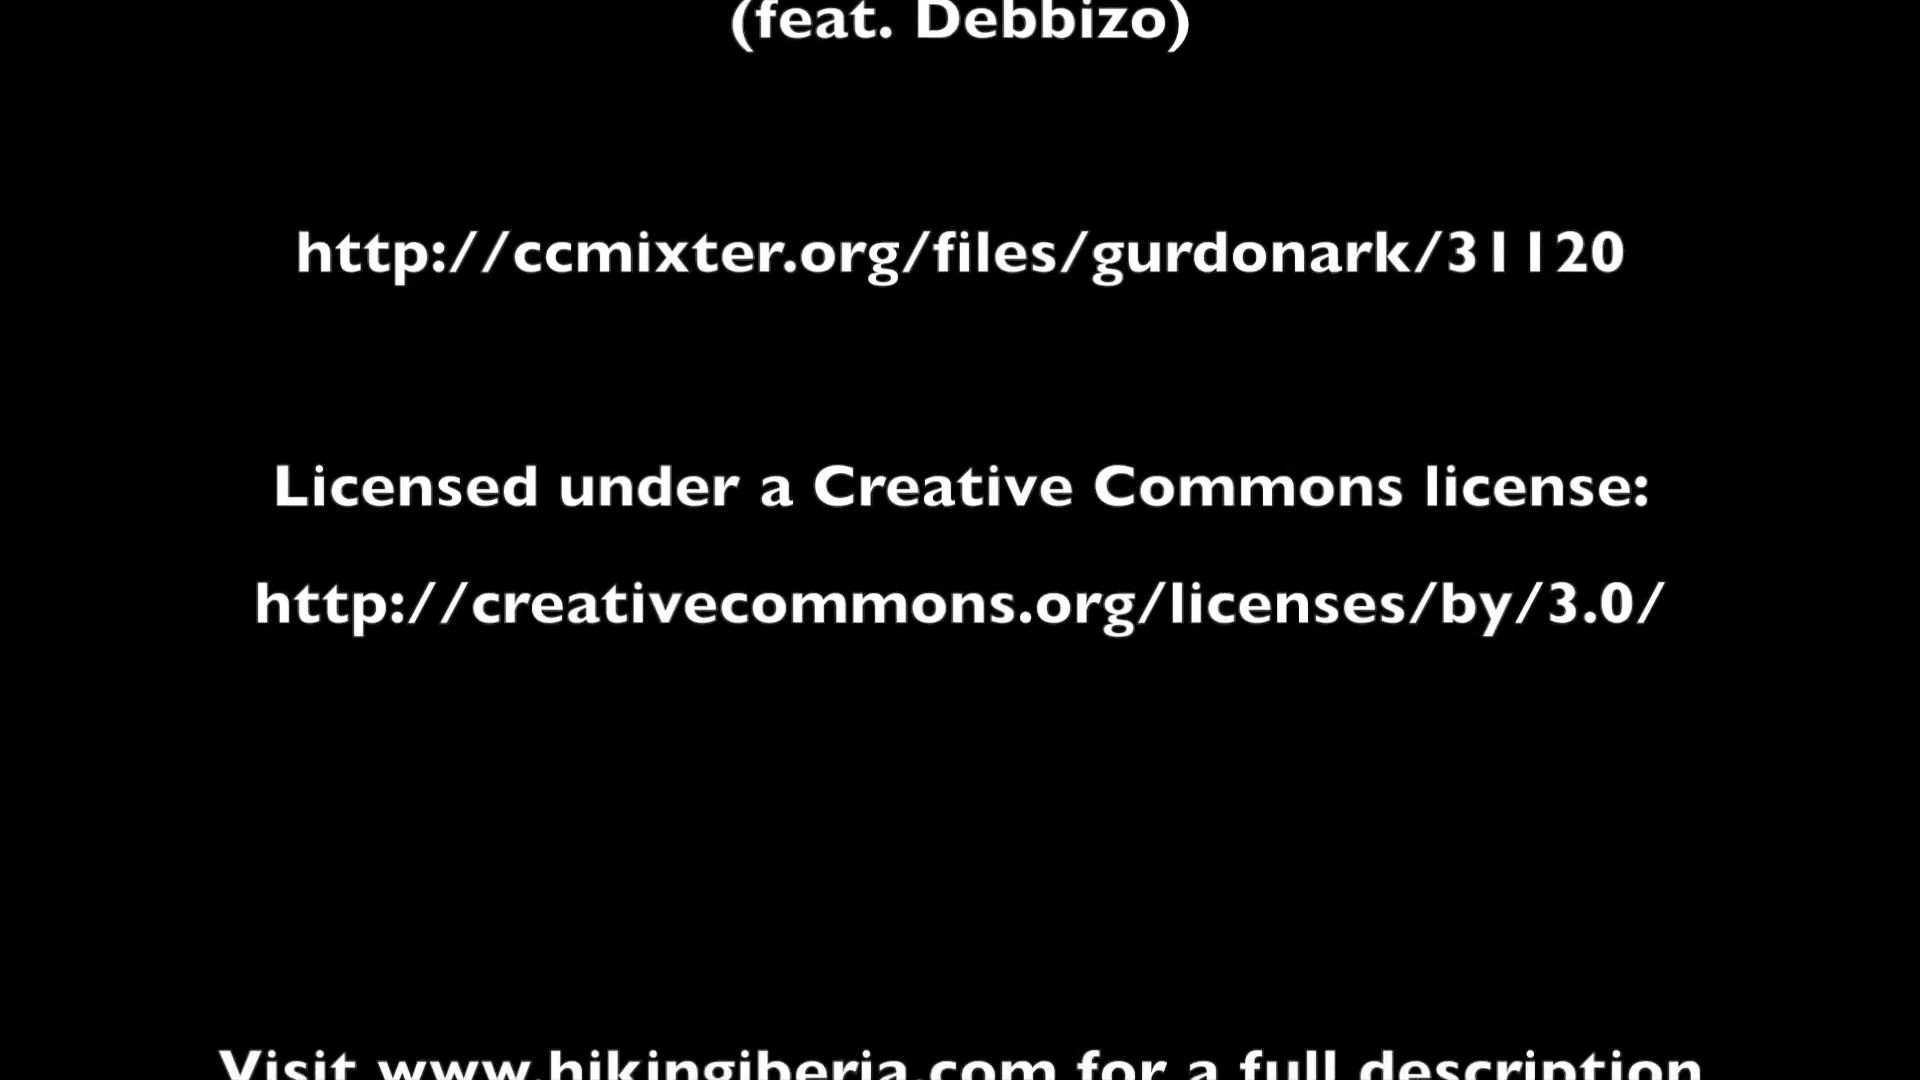 (feat. Debbizo)
http://ccmixter.org/files/gurdonark/31120
Licensed under a Creative Commons license:
http://creativecommons.org/licenses/by/3.0/
Visit www.hikingiberia.com for a full description